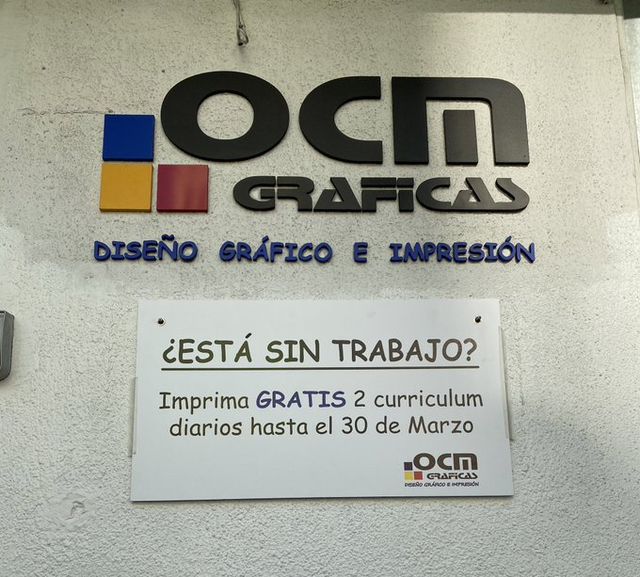 OCM
GRAFICAS
DISEÑO GRÁFICO E IMPRESIÓN
¿ESTÁ SIN TRABAJO?
Imprima GRATIS 2 curriculum
diarios hasta el 30 de Marzo
OCM
GRAFICAS
DISEÑO GRÁFICO E IMPRESIÓN